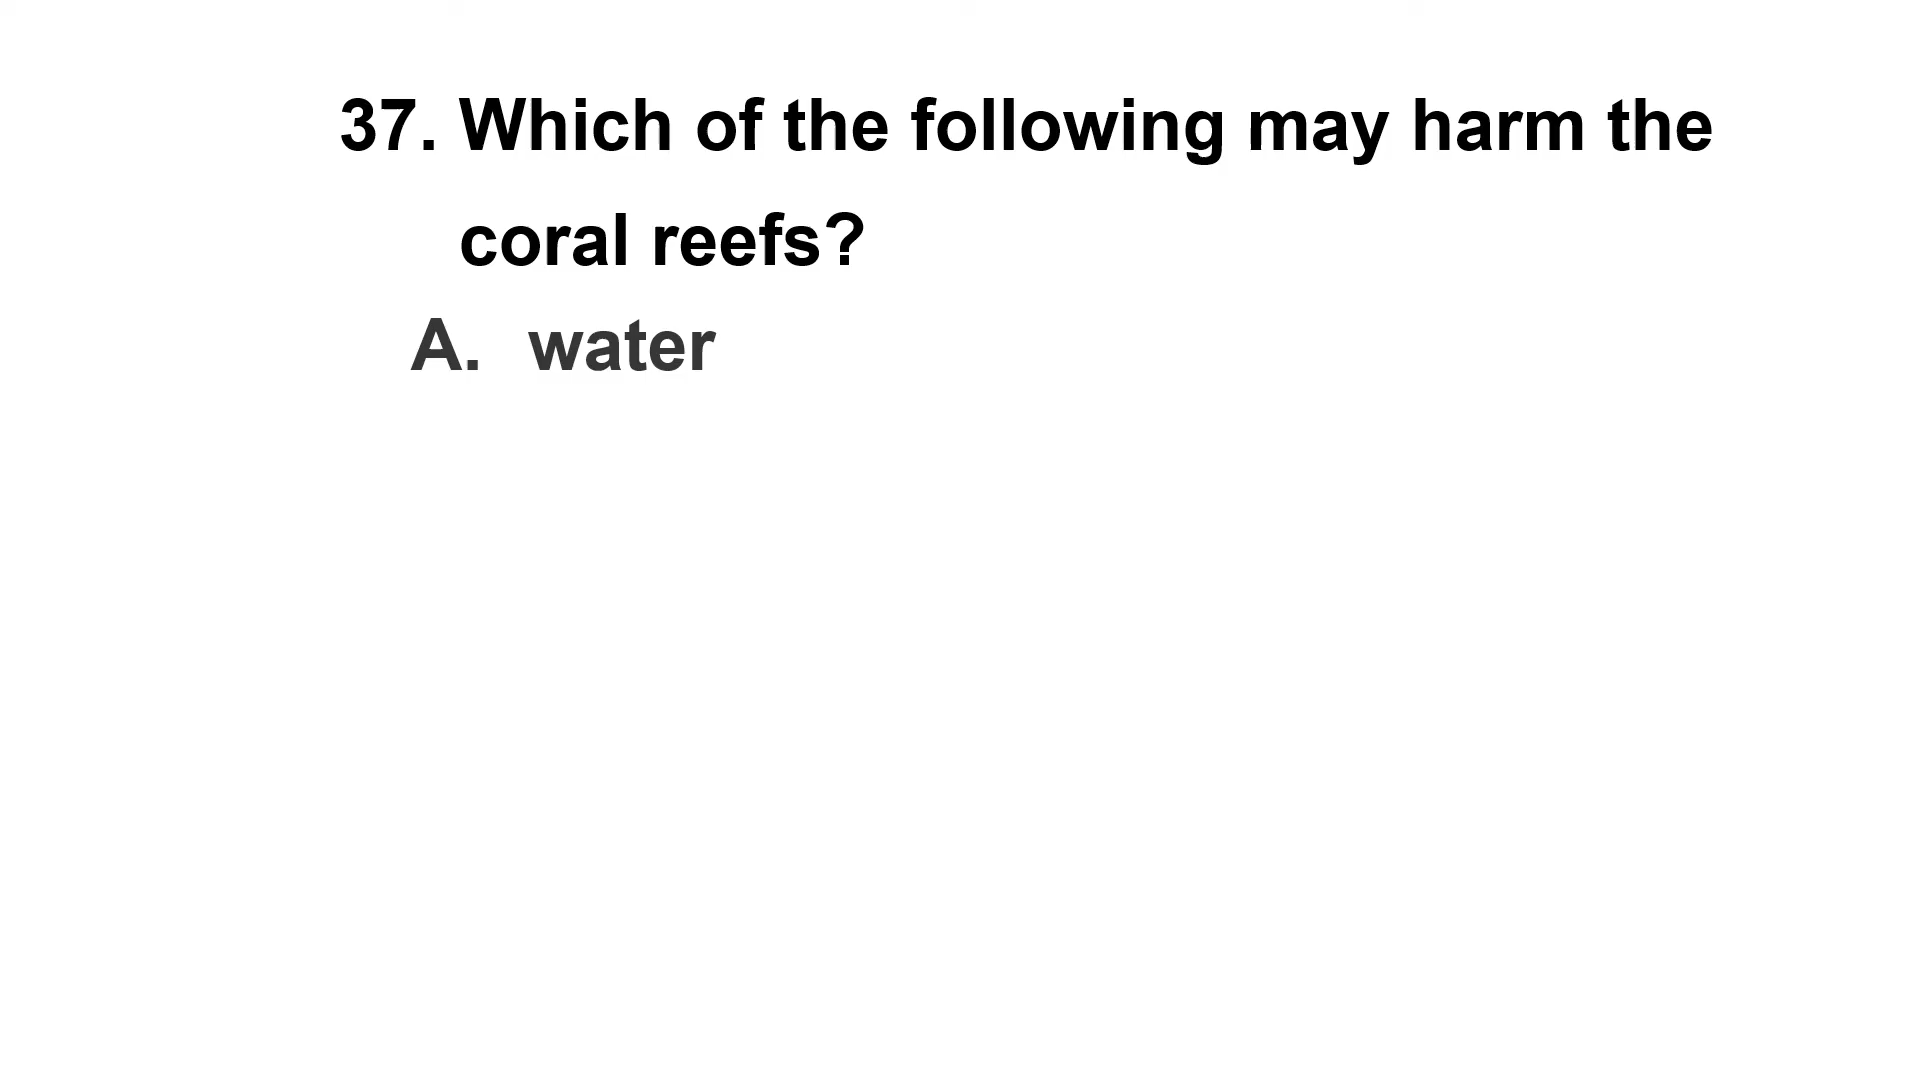 37. Which of the following may harm the
coral reefs?
A. water